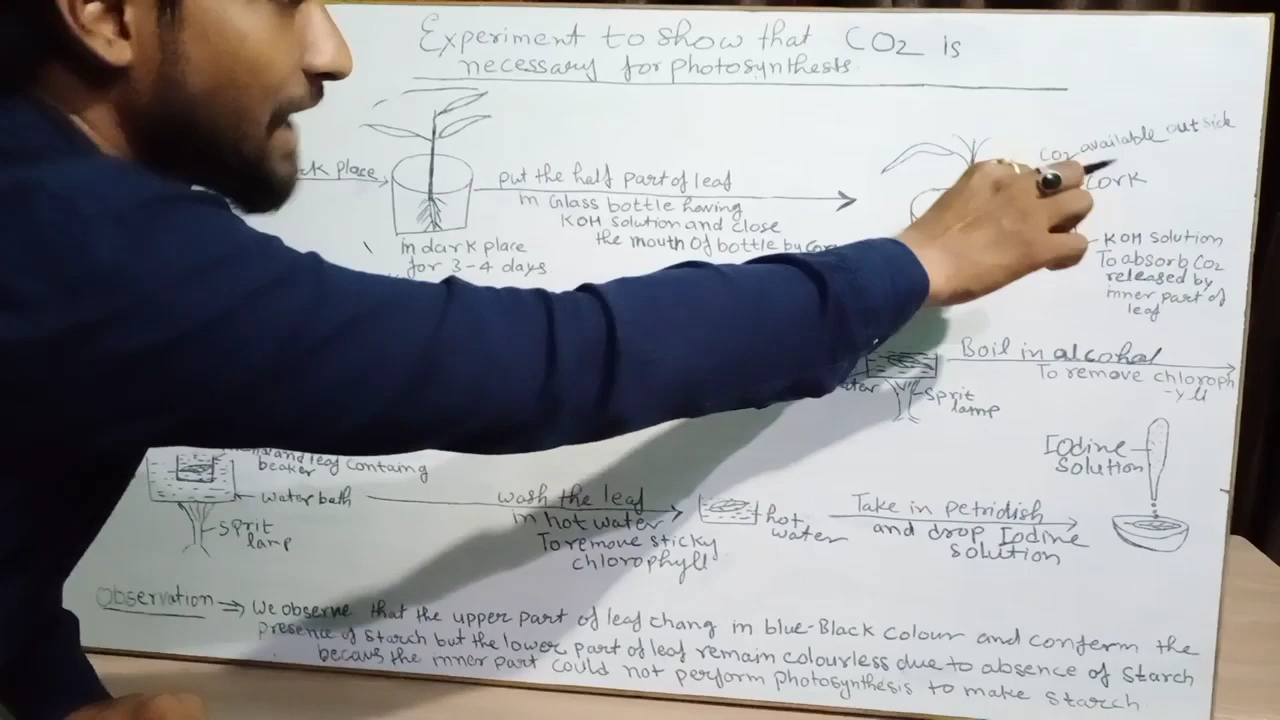 Experiment to show that CO2 is
necessary for photosynthesis.
place
put the half part of leaf
in Glass bottle having
KOH solution and close
the mouth of bottle by
in dark place
for 3-4 days
CO2 available outside
Cork
KOH solution
To absorb CO2
released by
inner part of
leaf
Boil in alcohal
To remove chloroph
-yll
sprit
lamp
and leaf containg
beaker
water bath
sprit
lamp
wash the leaf
in hot water
To remove sticky
chlorophyll
hot
water
Take in petridish
and drop Iodine
solution
Iodine
solution
Observation ⇒ We observe that the upper part of leaf chang in blue-Black colour and conferm the
presence of starch but the lower part of leaf remain colourless due to absence of starch
becaus the inner part could not perform photosynthesis to make starch